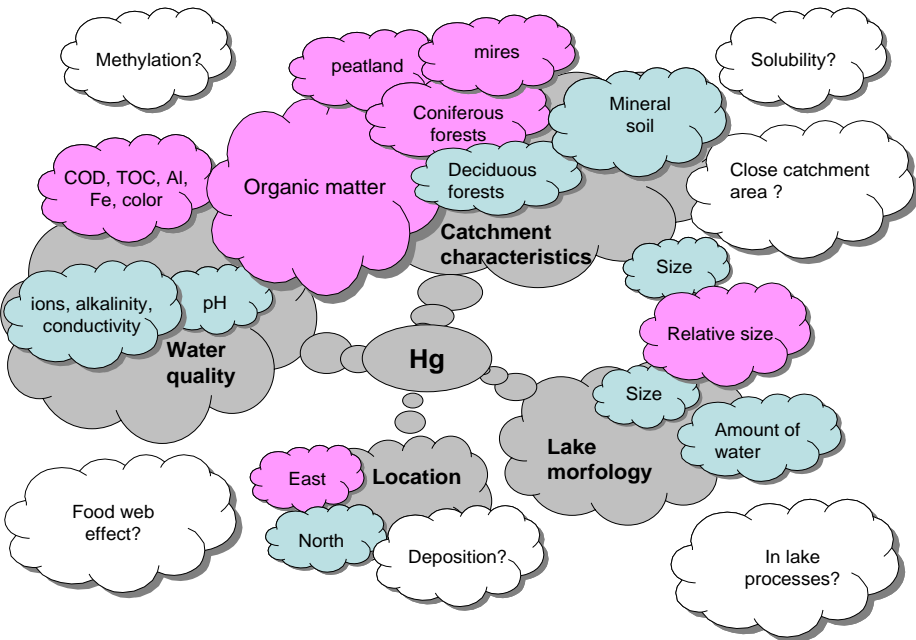 Methylation?
peatland
mires
Solubility?
Coniferous
forests
Mineral
soil
COD, TOC, Al,
Fe, color
Organic matter
Deciduous
forests
Close catchment
area ?
Catchment
characteristics
Size
ions, alkalinity,
conductivity
pH
Relative size
Water
quality
Hg
Size
Amount of
water
Lake
morfology
East
Location
Food web
effect?
North
Deposition?
In lake
processes?